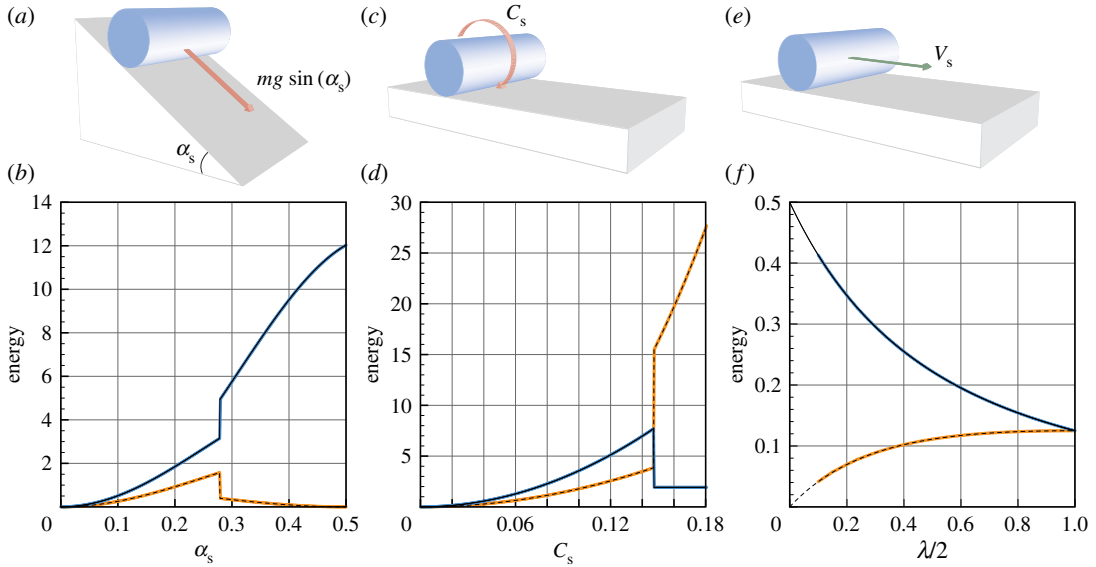 (a)
mg sin (αs)
αs
(c)
Cs
(e)
Vs
(b)
14
12
10
8
6
4
2
0
0.1
0.2
0.3
0.4
0.5
energy
αs
(d)
30
25
20
15
10
5
0
0.06
0.12
0.18
energy
Cs
(f)
0.5
0.4
0.3
0.2
0.1
0
0.2
0.4
0.6
0.8
1.0
energy
λ/2